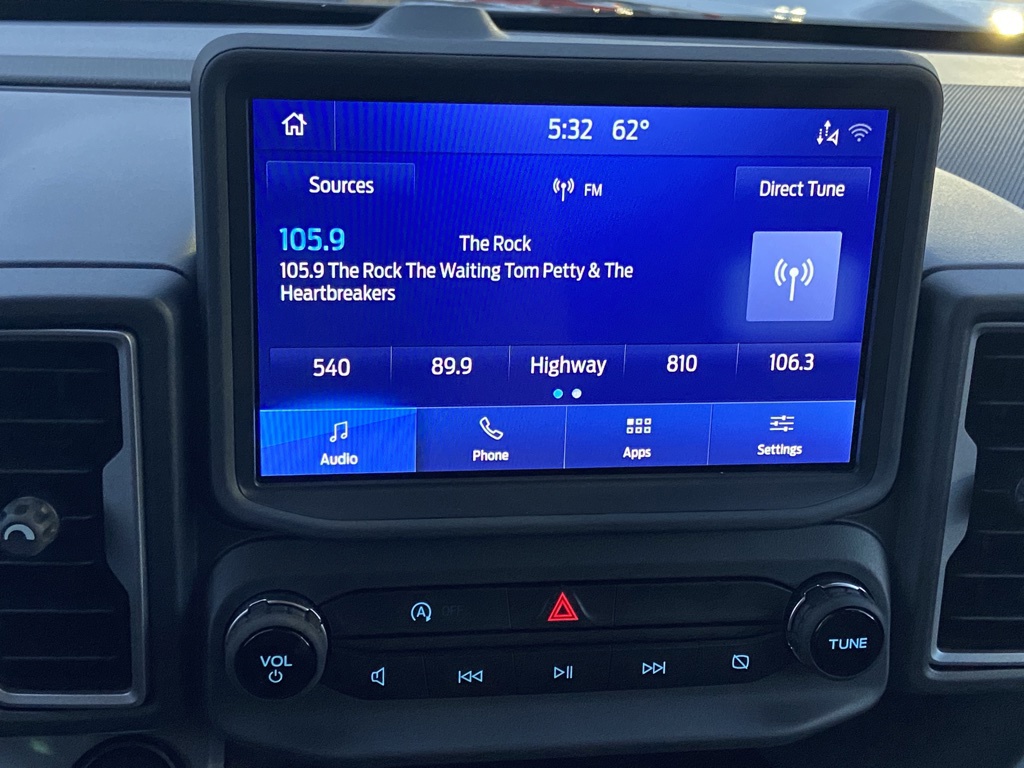 5:32 62°
Sources FM Direct Tune
105.9 The Rock
105.9 The Rock The Waiting Tom Petty & The
Heartbreakers
540 89.9 Highway 810 106.3
Audio Phone Apps Settings
A OFF
VOL TUNE